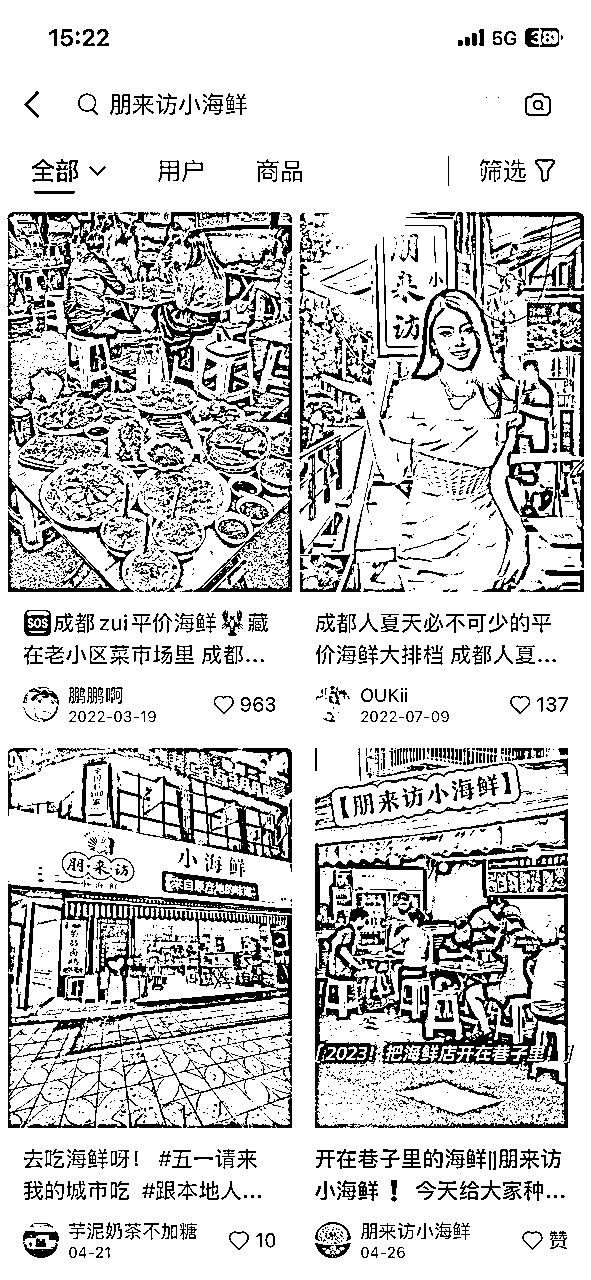 15:22
5G
朋来访小海鲜
全部
用户
商品
筛选
朋来访
小
SOS成都zui平价海鲜🦞藏
在老小区菜市场里 成都...
鹏鹏啊
2022-03-19
963
成都人夏天必不可少的平
价海鲜大排档 成都人夏...
OUKii
2022-07-09
137
朋来访
小海鲜
【朋来访小海鲜】
2023! 把海鲜店开在巷子里
去吃海鲜呀! #五一请来
我的城市吃 #跟本地人...
芋泥奶茶不加糖
04-21
10
开在巷子里的海鲜||朋来访
小海鲜❗ 今天给大家种...
朋来访小海鲜
04-26
赞